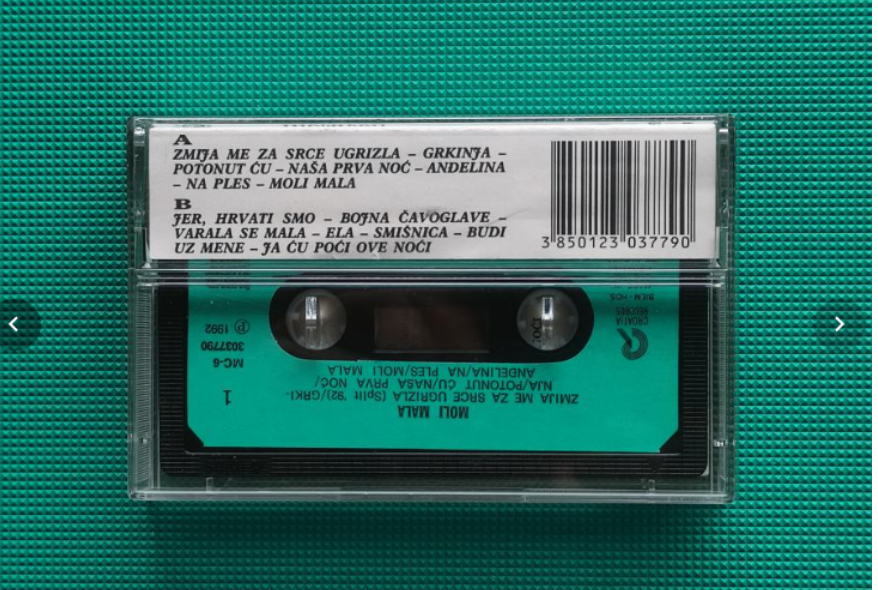 A
ZMIJA ME ZA SRCE UGRIZLA – GRKINJA –
POTONUT ĆU – NAŠA PRVA NOĆ – ANĐELINA
– NA PLES – MOLI MALA
B
JER, HRVATI SMO – BOJNA ČAVOGLAVE –
VARALA SE MALA – ELA – SMIŠNICA – BUDI
UZ MENE – JA ĆU POĆI OVE NOĆI
3 850123 037790
MOLI MALA
ZMIJA ME ZA SRCE UGRIZLA (Split '92)/GRKI-
NJA/POTONUT ĆU/NAŠA PRVA NOĆ/
ANĐELINA/NA PLES/MOLI MALA
1
MC-6
3037790
Ⓟ 1992
CROATIA
RECORDS
BIEM - HDS